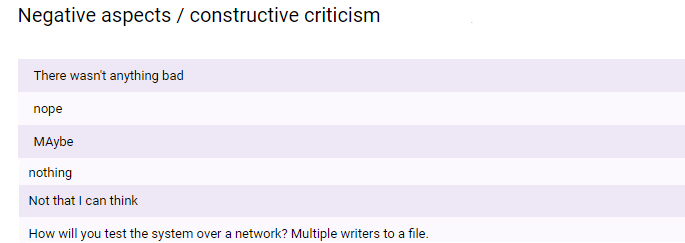 Negative aspects / constructive criticism
There wasn't anything bad
nope
MAybe
nothing
Not that I can think
How will you test the system over a network? Multiple writers to a file.